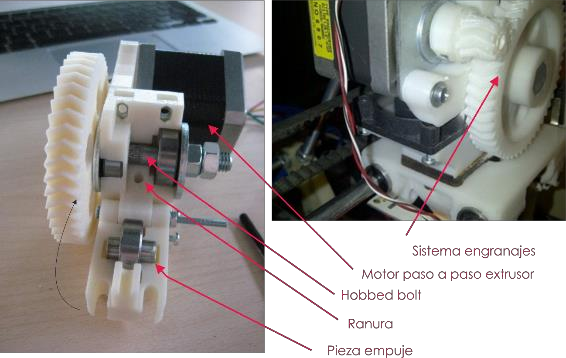 Sistema engranajes
Motor paso a paso extrusor
Hobbed bolt
Ranura
Pieza empuje